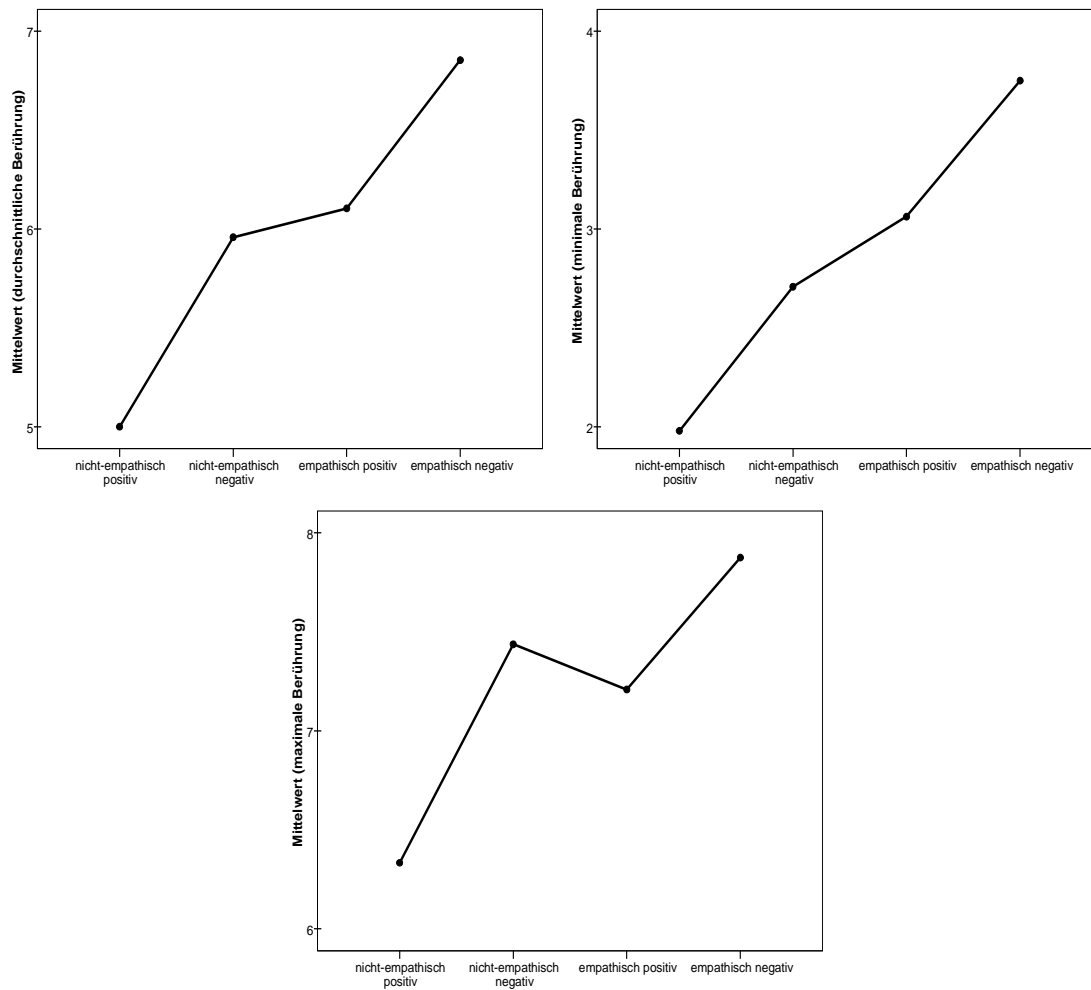 Mittelwert (durchschnittliche Berührung)
7
6
5
nicht-empathisch
positiv
nicht-empathisch
negativ
empathisch positiv
empathisch negativ
Mittelwert (minimale Berührung)
4
3
2
nicht-empathisch
positiv
nicht-empathisch
negativ
empathisch positiv
empathisch negativ
Mittelwert (maximale Berührung)
8
7
6
nicht-empathisch
positiv
nicht-empathisch
negativ
empathisch positiv
empathisch negativ